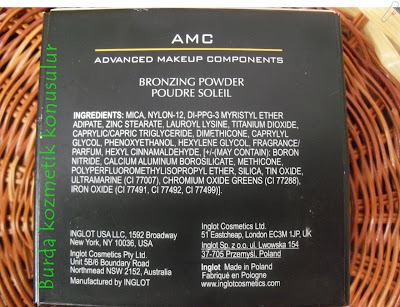 AMC
ADVANCED MAKEUP COMPONENTS
BRONZING POWDER
POUDRE SOLEIL
INGREDIENTS: MICA, NYLON-12, DI-PPG-3 MYRISTYL ETHER
ADIPATE, ZINC STEARATE, LAUROYL LYSINE, TITANIUM DIOXIDE,
CAPRYLIC/CAPRIC TRIGLYCERIDE, DIMETHICONE, CAPRYLYL
GLYCOL, PHENOXYETHANOL, HEXYLENE GLYCOL, FRAGRANCE/
PARFUM, HEXYL CINNAMALDEHYDE, [+/-(MAY CONTAIN): BORON
NITRIDE, CALCIUM ALUMINUM BOROSILICATE, METHICONE,
POLYPERFLUOROMETHYLISOPROPYL ETHER, SILICA, TIN OXIDE,
ULTRAMARINE (CI 77007), CHROMIUM OXIDE GREENS (CI 77288),
IRON OXIDE (CI 77491, CI 77492, CI 77499)].
INGLOT USA LLC, 1592 Broadway
New York, NY 10036, USA
Inglot Cosmetics Pty Ltd.
Unit 5B/6 Boundary Road
Northmead NSW 2152, Australia
Manufactured by INGLOT
Inglot Cosmetics Ltd.
51 Eastcheap, London EC3M 1JP, UK
Inglot Sp. z o.o. ul. Lwowska 154
37-705 Przemyśl, Poland
Inglot Made in Poland
Fabriqué en Pologne
www.inglotcosmetics.com
Burda kozmetik konusulur